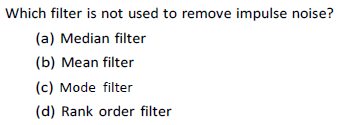 Which filter is not used to remove impulse noise?
(a) Median filter
(b) Mean filter
(c) Mode filter
(d) Rank order filter